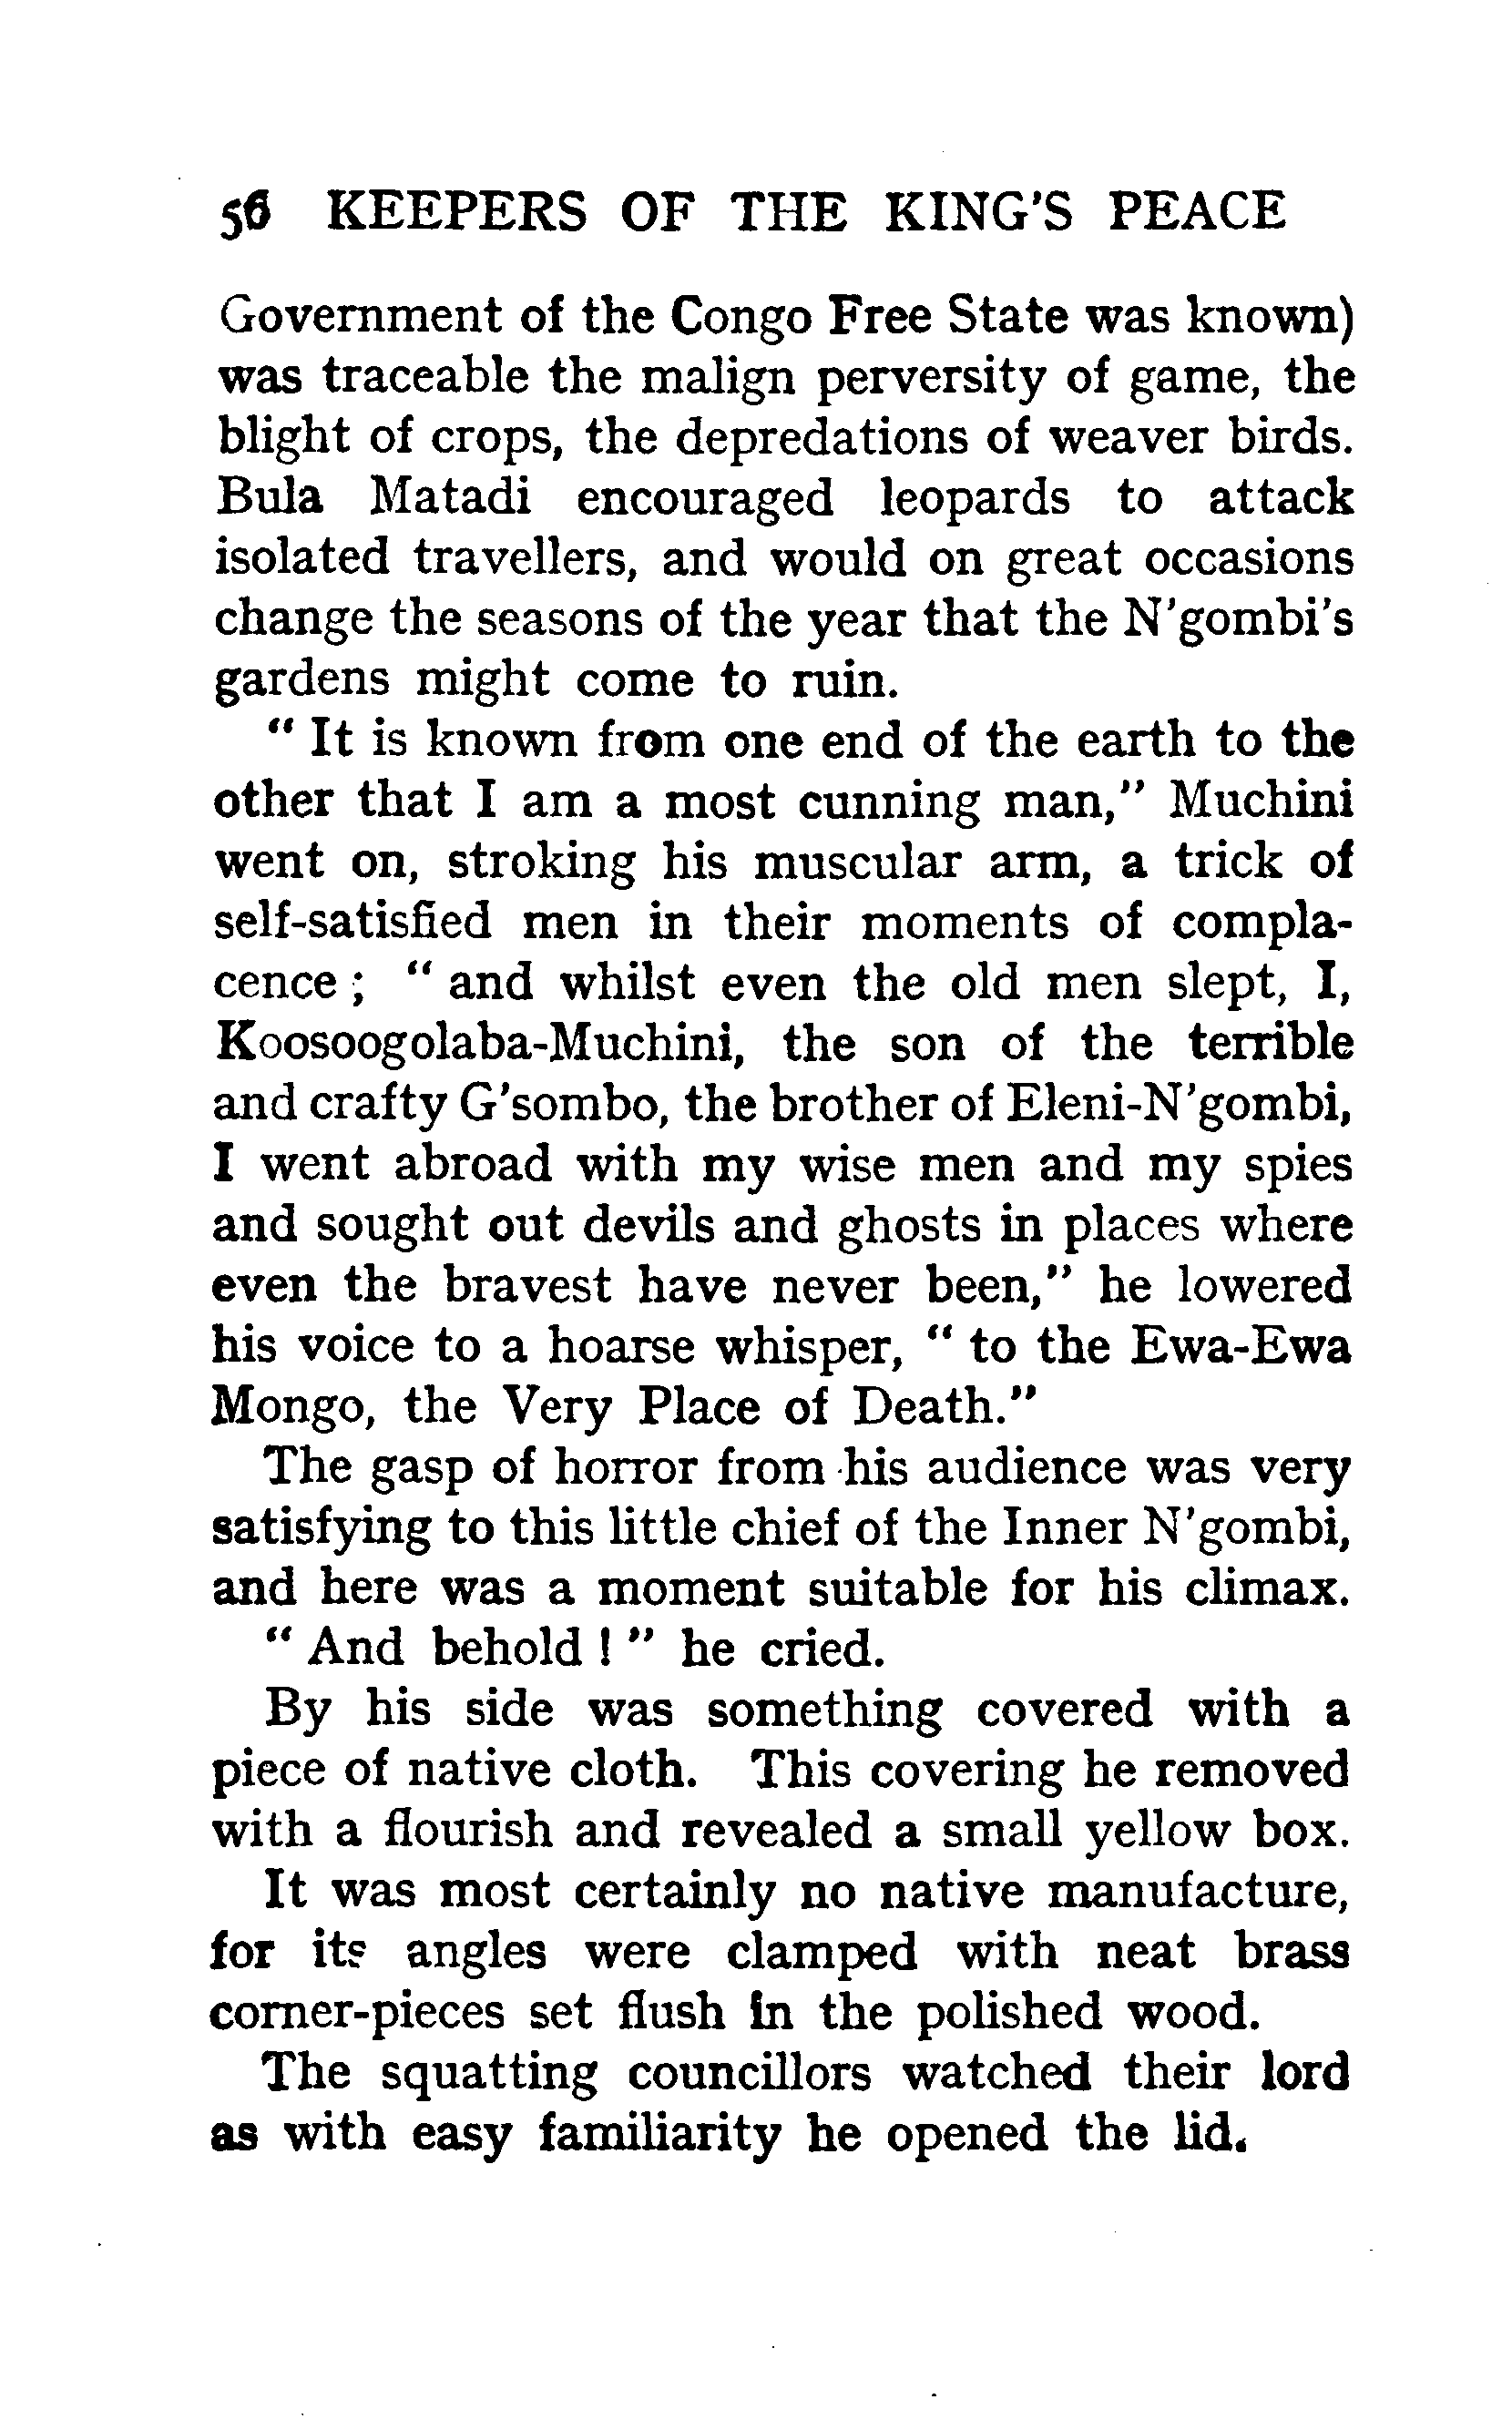 56 KEEPERS OF THE KING'S PEACE
Government of the Congo Free State was known)
was traceable the malign perversity of game, the
blight of crops, the depredations of weaver birds.
Bula Matadi encouraged leopards to attack
isolated travellers, and would on great occasions
change the seasons of the year that the N'gombi's
gardens might come to ruin.
" It is known from one end of the earth to the
other that I am a most cunning man," Muchini
went on, stroking his muscular arm, a trick of
self-satisfied men in their moments of compla-
cence ; " and whilst even the old men slept, I,
Koosoogolaba-Muchini, the son of the terrible
and crafty G'sombo, the brother of Eleni-N'gombi,
I went abroad with my wise men and my spies
and sought out devils and ghosts in places where
even the bravest have never been," he lowered
his voice to a hoarse whisper, " to the Ewa-Ewa
Mongo, the Very Place of Death."
The gasp of horror from his audience was very
satisfying to this little chief of the Inner N'gombi,
and here was a moment suitable for his climax.
" And behold ! " he cried.
By his side was something covered with a
piece of native cloth. This covering he removed
with a flourish and revealed a small yellow box.
It was most certainly no native manufacture,
for its angles were clamped with neat brass
corner-pieces set flush in the polished wood.
The squatting councillors watched their lord
as with easy familiarity he opened the lid.